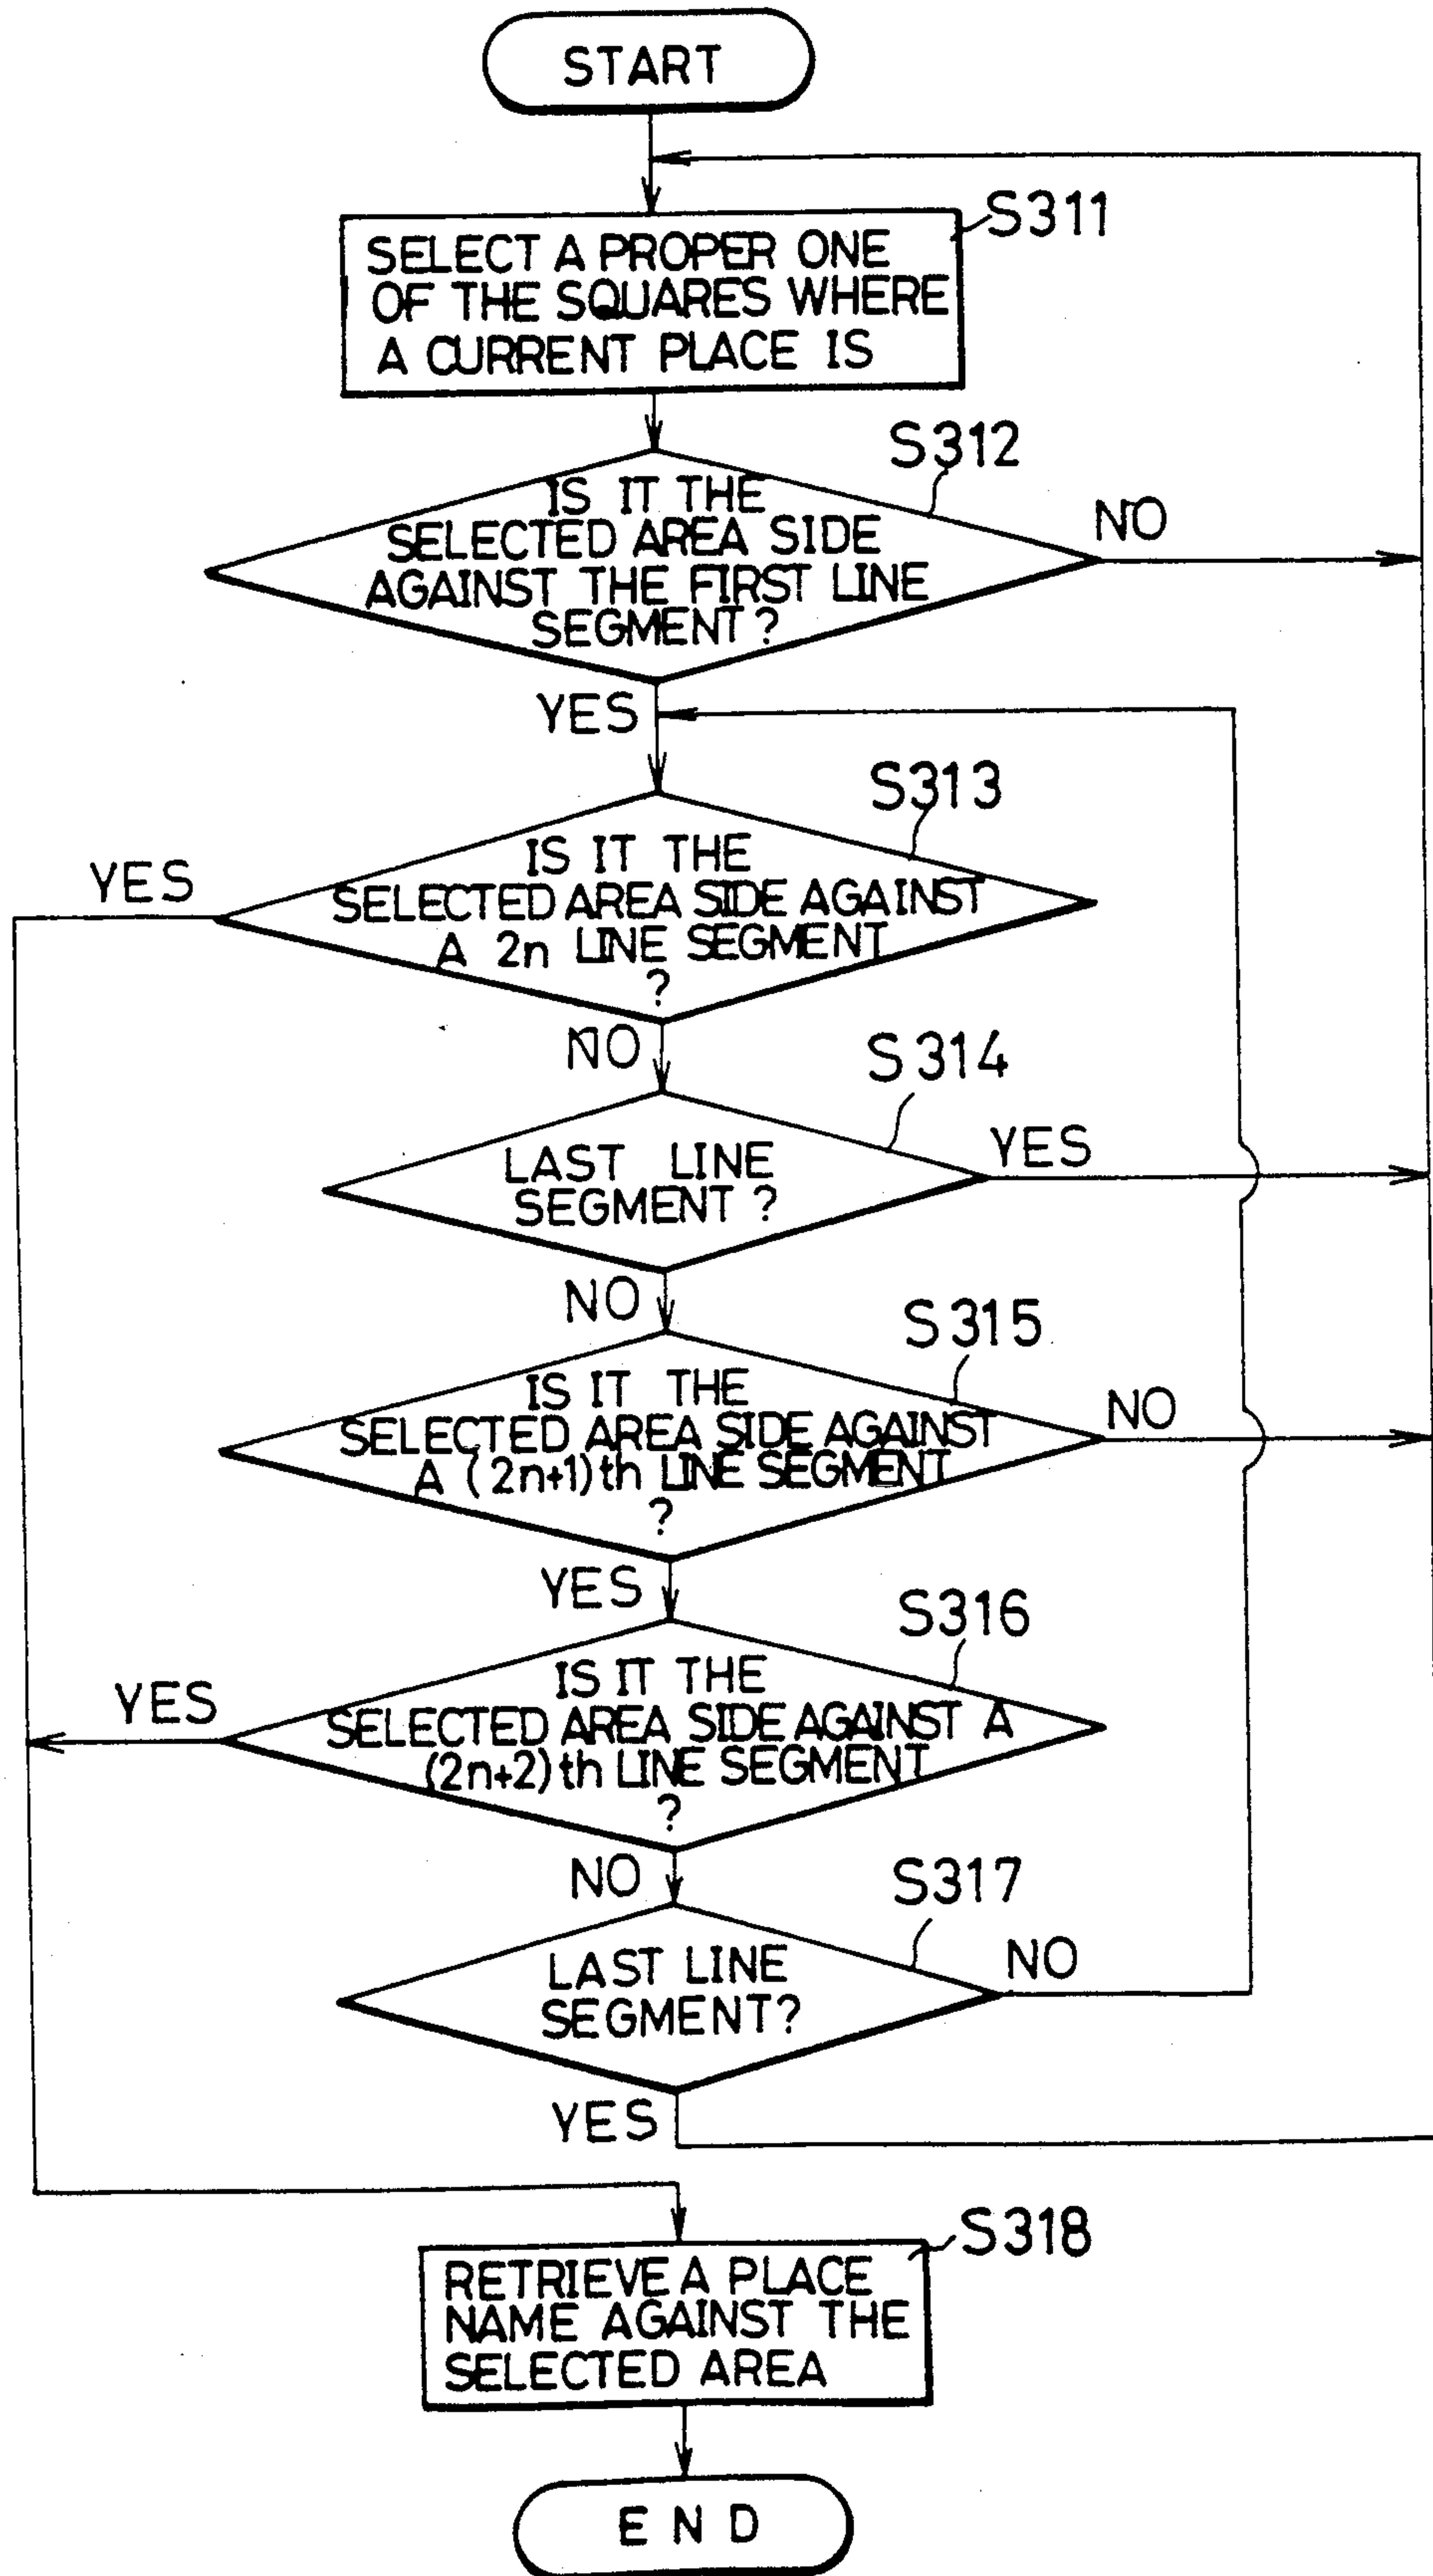 START
S311
SELECT A PROPER ONE
OF THE SQUARES WHERE
A CURRENT PLACE IS
S312
IS IT THE
SELECTED AREA SIDE
AGAINST THE FIRST LINE
SEGMENT?
NO
YES
S313
IS IT THE
SELECTED AREA SIDE AGAINST
A 2n LINE SEGMENT
?
YES
NO
S314
LAST LINE
SEGMENT?
YES
NO
S315
IS IT THE
SELECTED AREA SIDE AGAINST
A (2n+1)th LINE SEGMENT
?
NO
YES
S316
IS IT THE
SELECTED AREA SIDE AGAINST A
(2n+2)th LINE SEGMENT
?
YES
NO
S317
LAST LINE
SEGMENT?
NO
YES
S318
RETRIEVE A PLACE
NAME AGAINST THE
SELECTED AREA
END